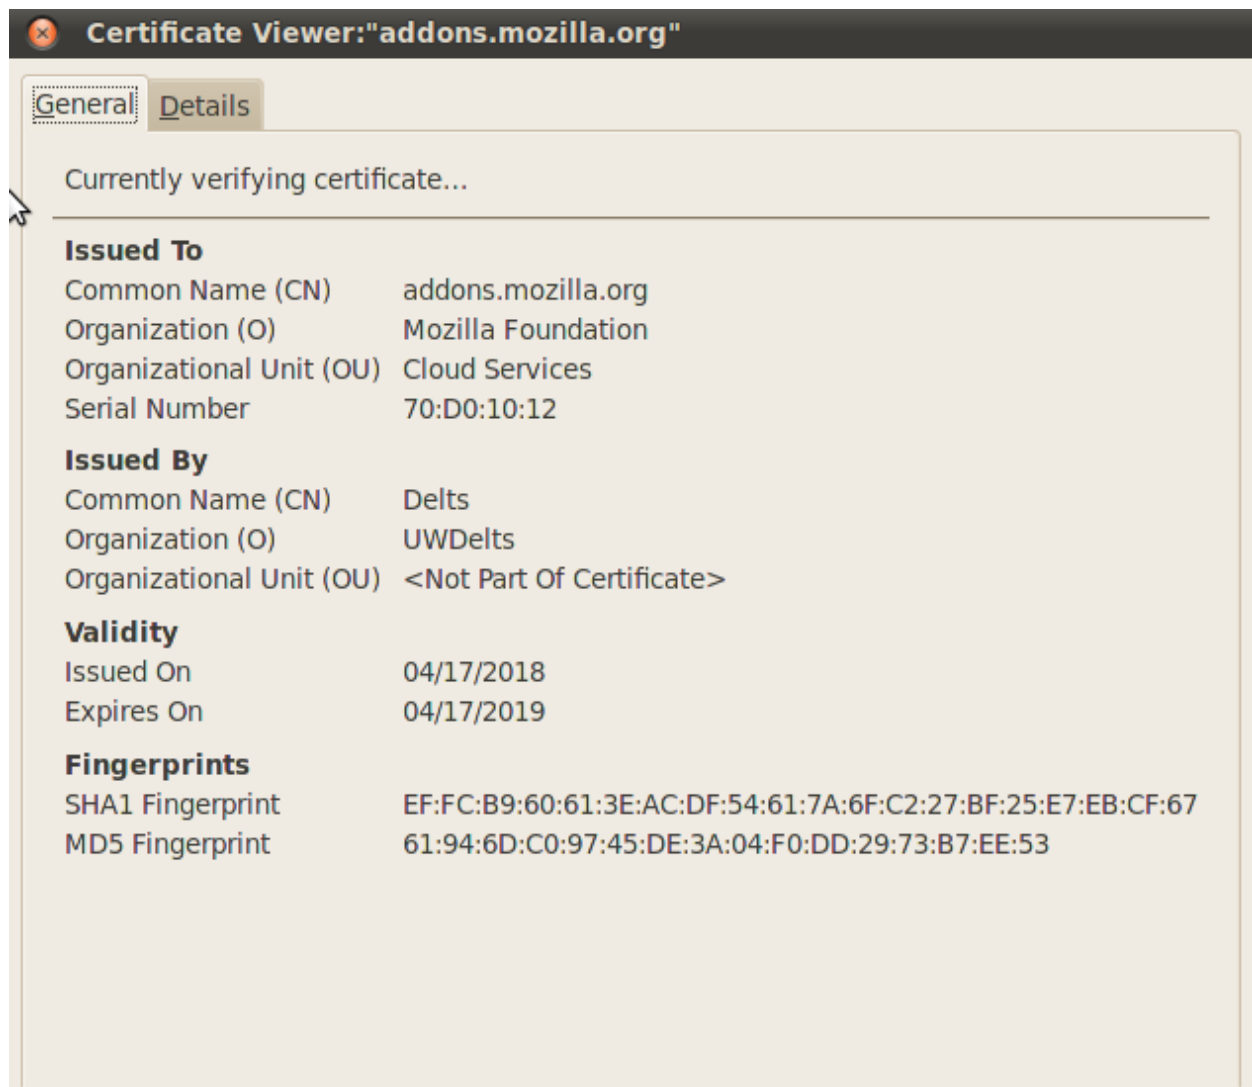 Certificate Viewer:"addons.mozilla.org"
General Details
Currently verifying certificate...
Issued To
Common Name (CN) addons.mozilla.org
Organization (O) Mozilla Foundation
Organizational Unit (OU) Cloud Services
Serial Number 70:D0:10:12
Issued By
Common Name (CN) Delts
Organization (O) UWDelts
Organizational Unit (OU) <Not Part Of Certificate>
Validity
Issued On 04/17/2018
Expires On 04/17/2019
Fingerprints
SHA1 Fingerprint EF:FC:B9:60:61:3E:AC:DF:54:61:7A:6F:C2:27:BF:25:E7:EB:CF:67
MD5 Fingerprint 61:94:6D:C0:97:45:DE:3A:04:F0:DD:29:73:B7:EE:53